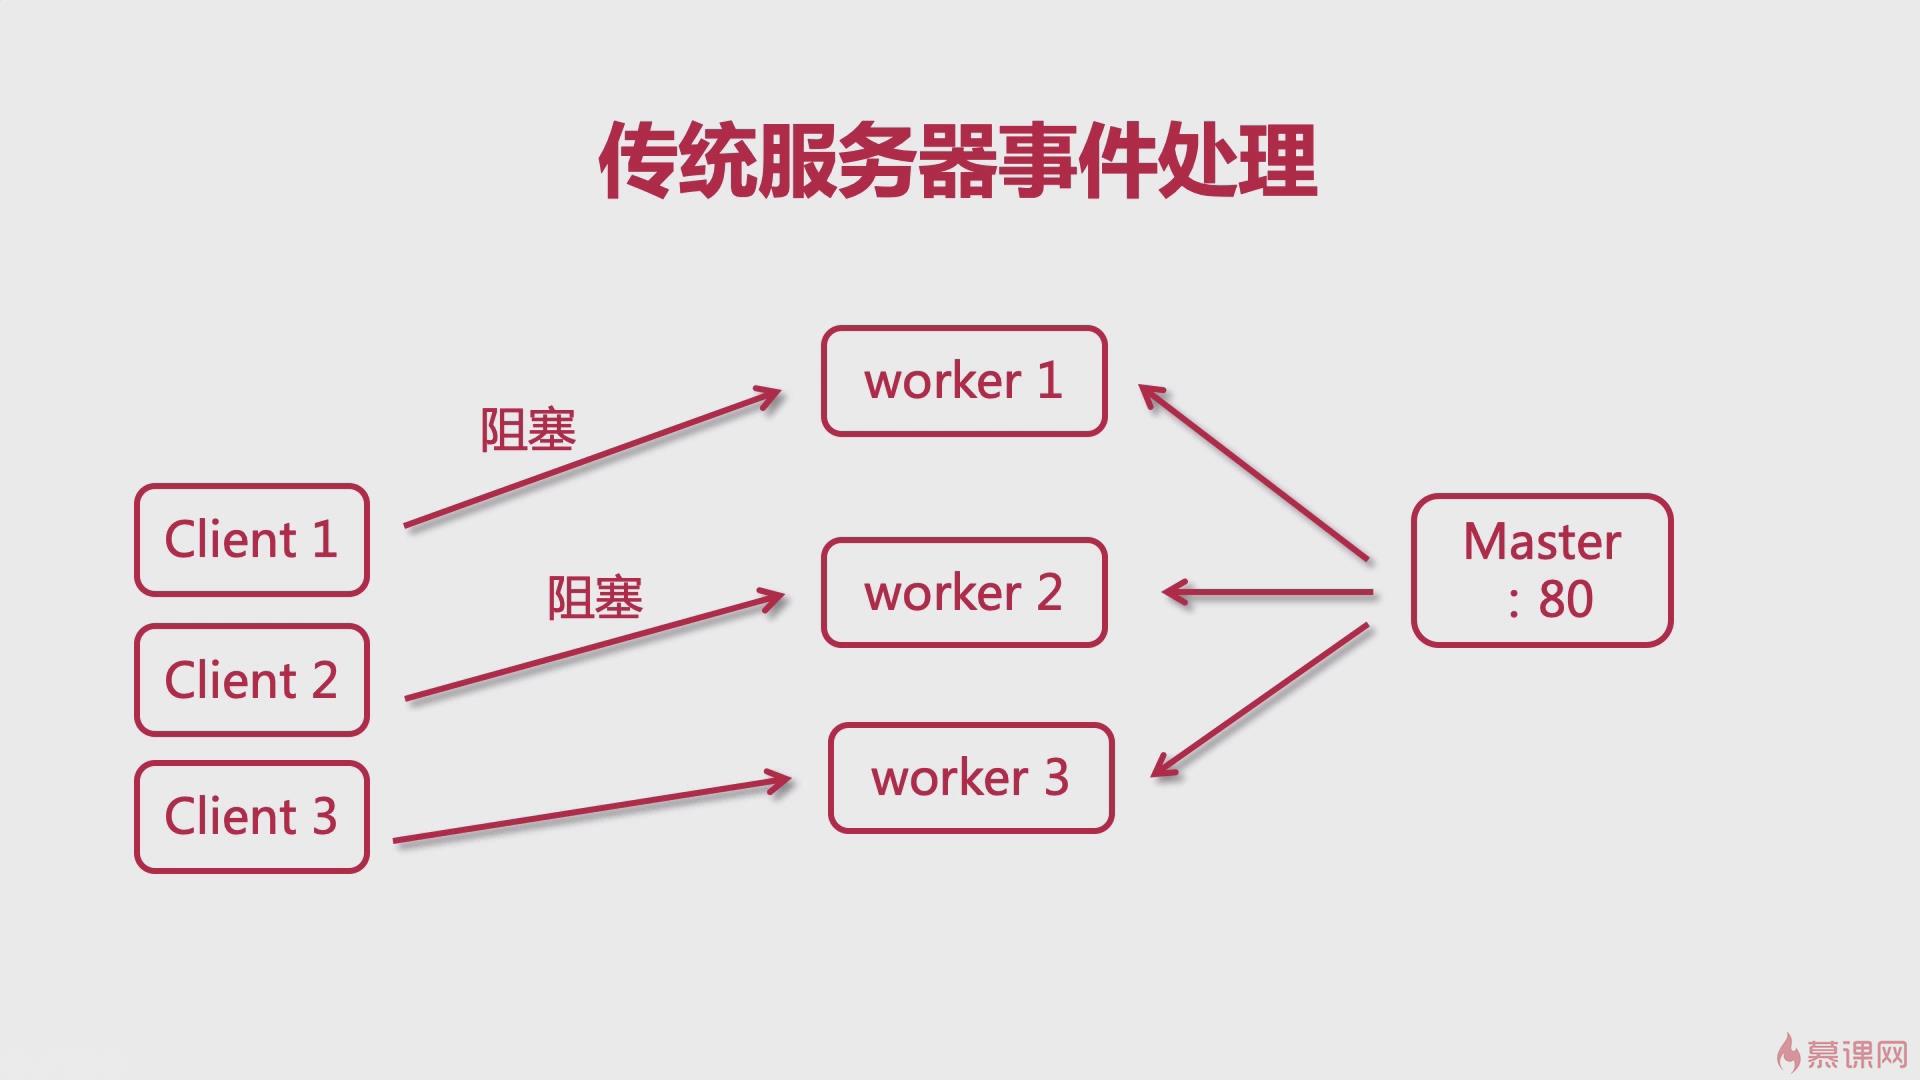 传统服务器事件处理
worker 1
阻塞
Client 1
Master
: 80
worker 2
阻塞
Client 2
worker 3
Client 3
慕课网